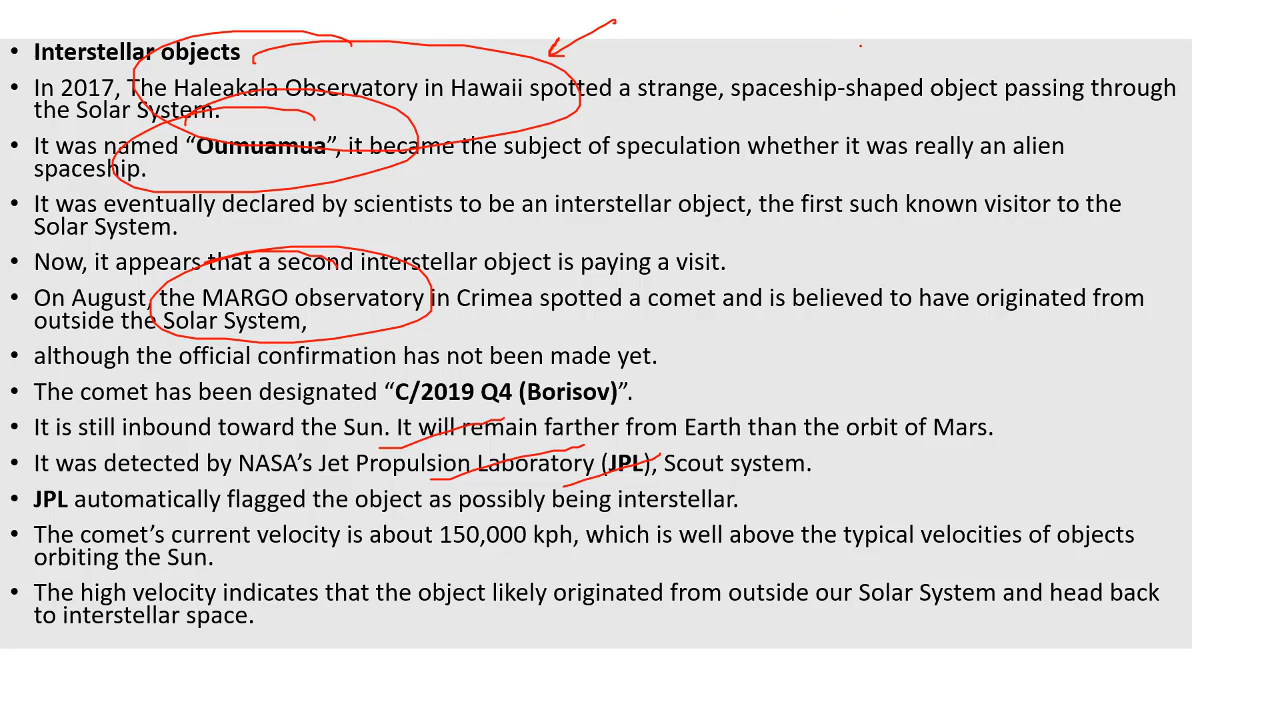 • Interstellar objects
• In 2017, The Haleakala Observatory in Hawaii spotted a strange, spaceship-shaped object passing through
the Solar System.
• It was named “Oumuamua”, it became the subject of speculation whether it was really an alien
spaceship.
• It was eventually declared by scientists to be an interstellar object, the first such known visitor to the
Solar System.
• Now, it appears that a second interstellar object is paying a visit.
• On August, the MARGO observatory in Crimea spotted a comet and is believed to have originated from
outside the Solar System,
• although the official confirmation has not been made yet.
• The comet has been designated “C/2019 Q4 (Borisov)”.
• It is still inbound toward the Sun. It will remain farther from Earth than the orbit of Mars.
• It was detected by NASA’s Jet Propulsion Laboratory (JPL), Scout system.
• JPL automatically flagged the object as possibly being interstellar.
• The comet’s current velocity is about 150,000 kph, which is well above the typical velocities of objects
orbiting the Sun.
• The high velocity indicates that the object likely originated from outside our Solar System and head back
to interstellar space.